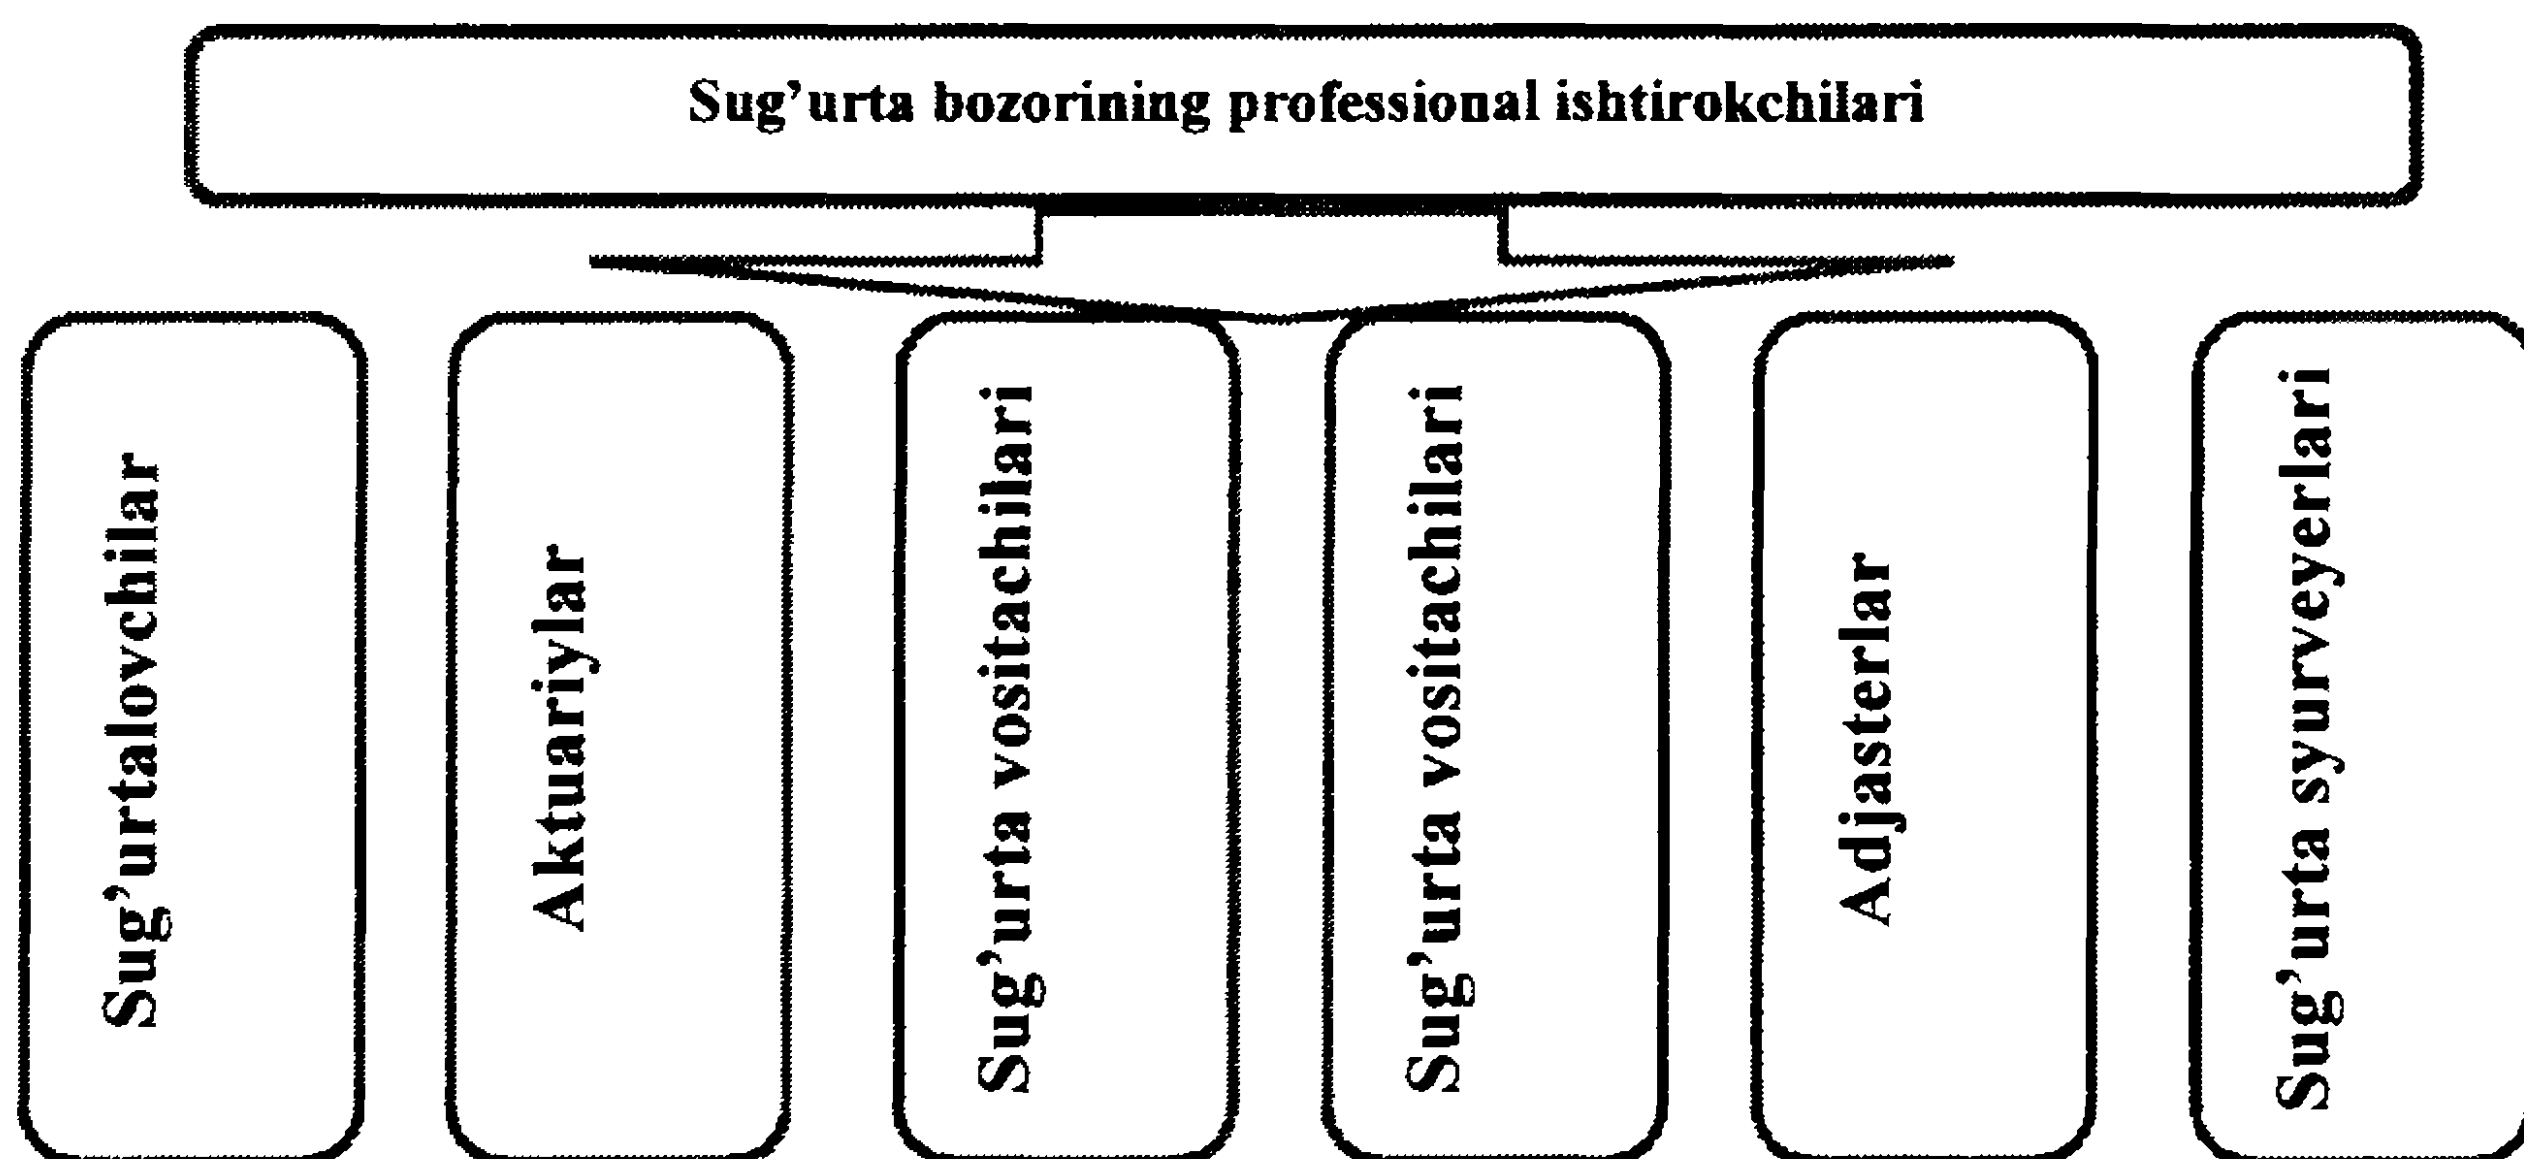 Sug’urta bozorining professional ishtirokchilari
Sug’urtalovchilar
Aktuariylar
Sug’urta vositachilari
Sug’urta vositachilari
Adjasterlar
Sug’urta syurveyerlari